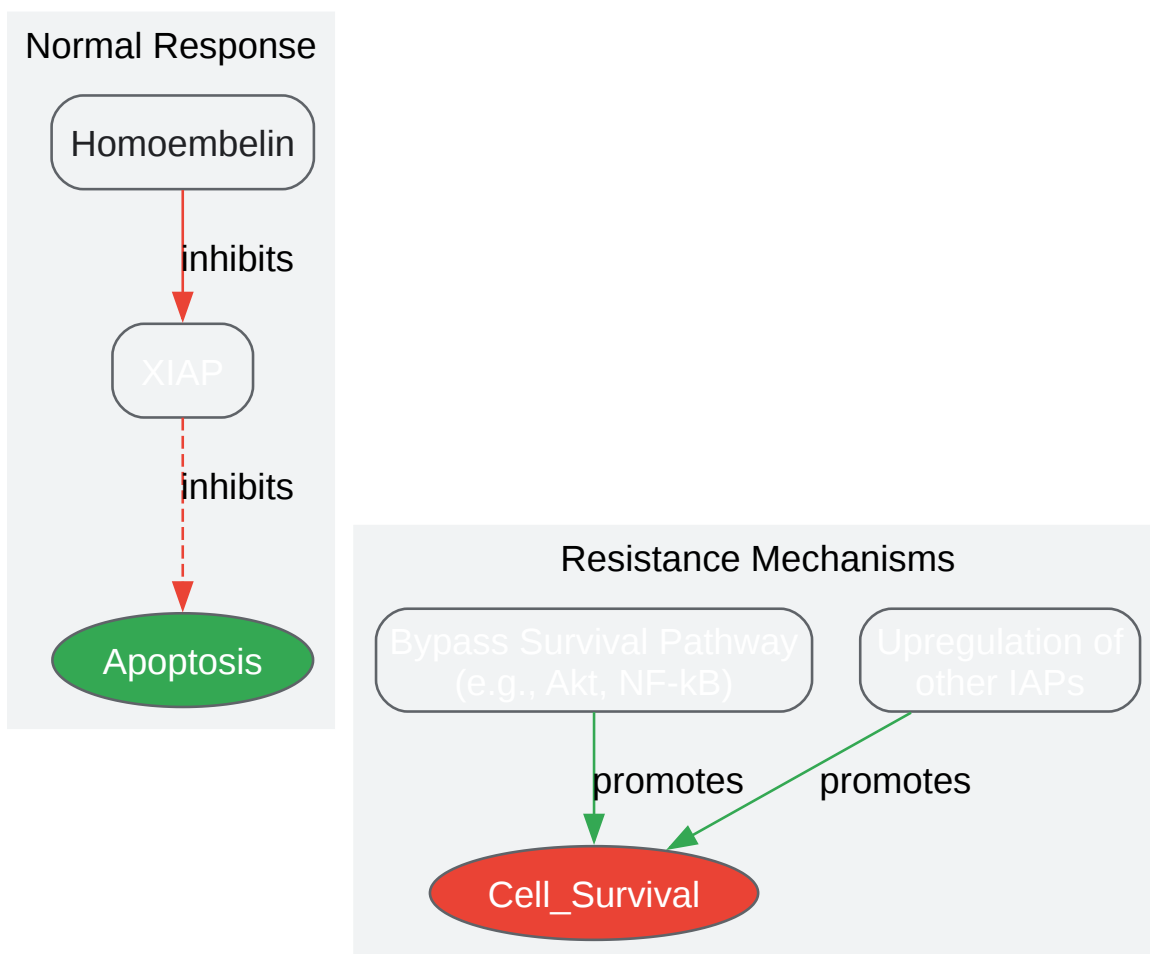 Normal Response
Homoembelin
inhibits
XIAP
inhibits
Apoptosis
Resistance Mechanisms
Bypass Survival Pathway
(e.g., Akt, NF-kB)
Upregulation of
other IAPs
promotes
promotes
Cell_Survival